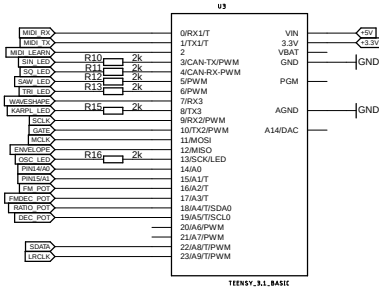 U3
MIDI_RX 0/RX1/T VIN +5V
MIDI_TX 1/TX1/T 3.3V +3.3V
MIDI_LEARN 2 VBAT
SIN_LED R10 2k 3/CAN-TX/PWM GND GND
SQ_LED R11 2k 4/CAN-RX-PWM
SAW_LED R12 2k 5/PWM PGM
TRI_LED R13 2k 6/PWM
WAVESHAPE 7/RX3
KARPL_LED R15 2k 8/TX3 AGND GND
SCLK 9/RX2/PWM
GATE 10/TX2/PWM A14/DAC
MCLK 11/MOSI
ENVELOPE 12/MISO
OSC_LED R16 2k 13/SCK/LED
PIN14/A0 14/A0
PIN15/A1 15/A1/T
FM_POT 16/A2/T
FMDEC_POT 17/A3/T
RATIO_POT 18/A4/T/SDA0
DEC_POT 19/A5/T/SCL0
20/A6/PWM
21/A7/PWM
SDATA 22/A8/T/PWM
LRCLK 23/A9/T/PWM
TEENSY_3.1_BASIC